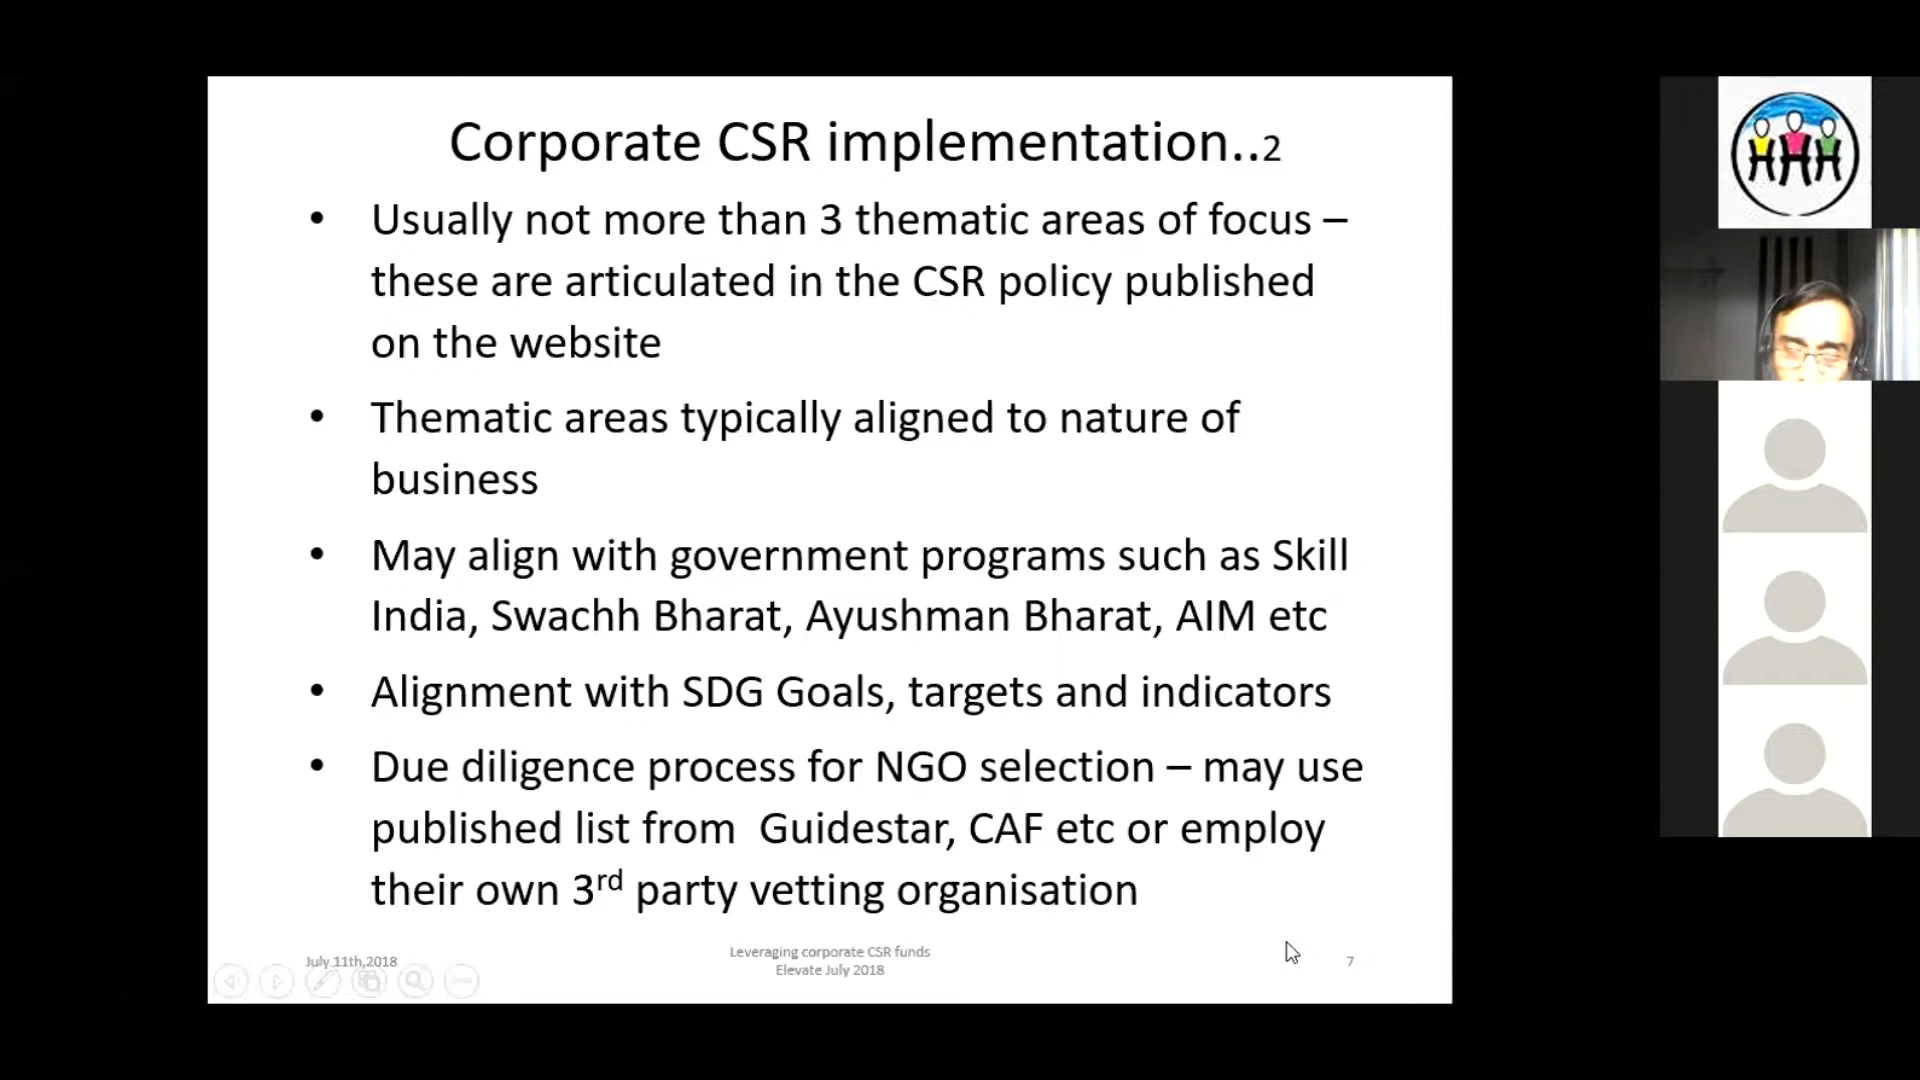 Corporate CSR implementation..2
• Usually not more than 3 thematic areas of focus –
these are articulated in the CSR policy published
on the website
• Thematic areas typically aligned to nature of
business
• May align with government programs such as Skill
India, Swachh Bharat, Ayushman Bharat, AIM etc
• Alignment with SDG Goals, targets and indicators
• Due diligence process for NGO selection – may use
published list from Guidestar, CAF etc or employ
their own 3rd party vetting organisation
July 11th,2018
Leveraging corporate CSR funds
Elevate July 2018
7